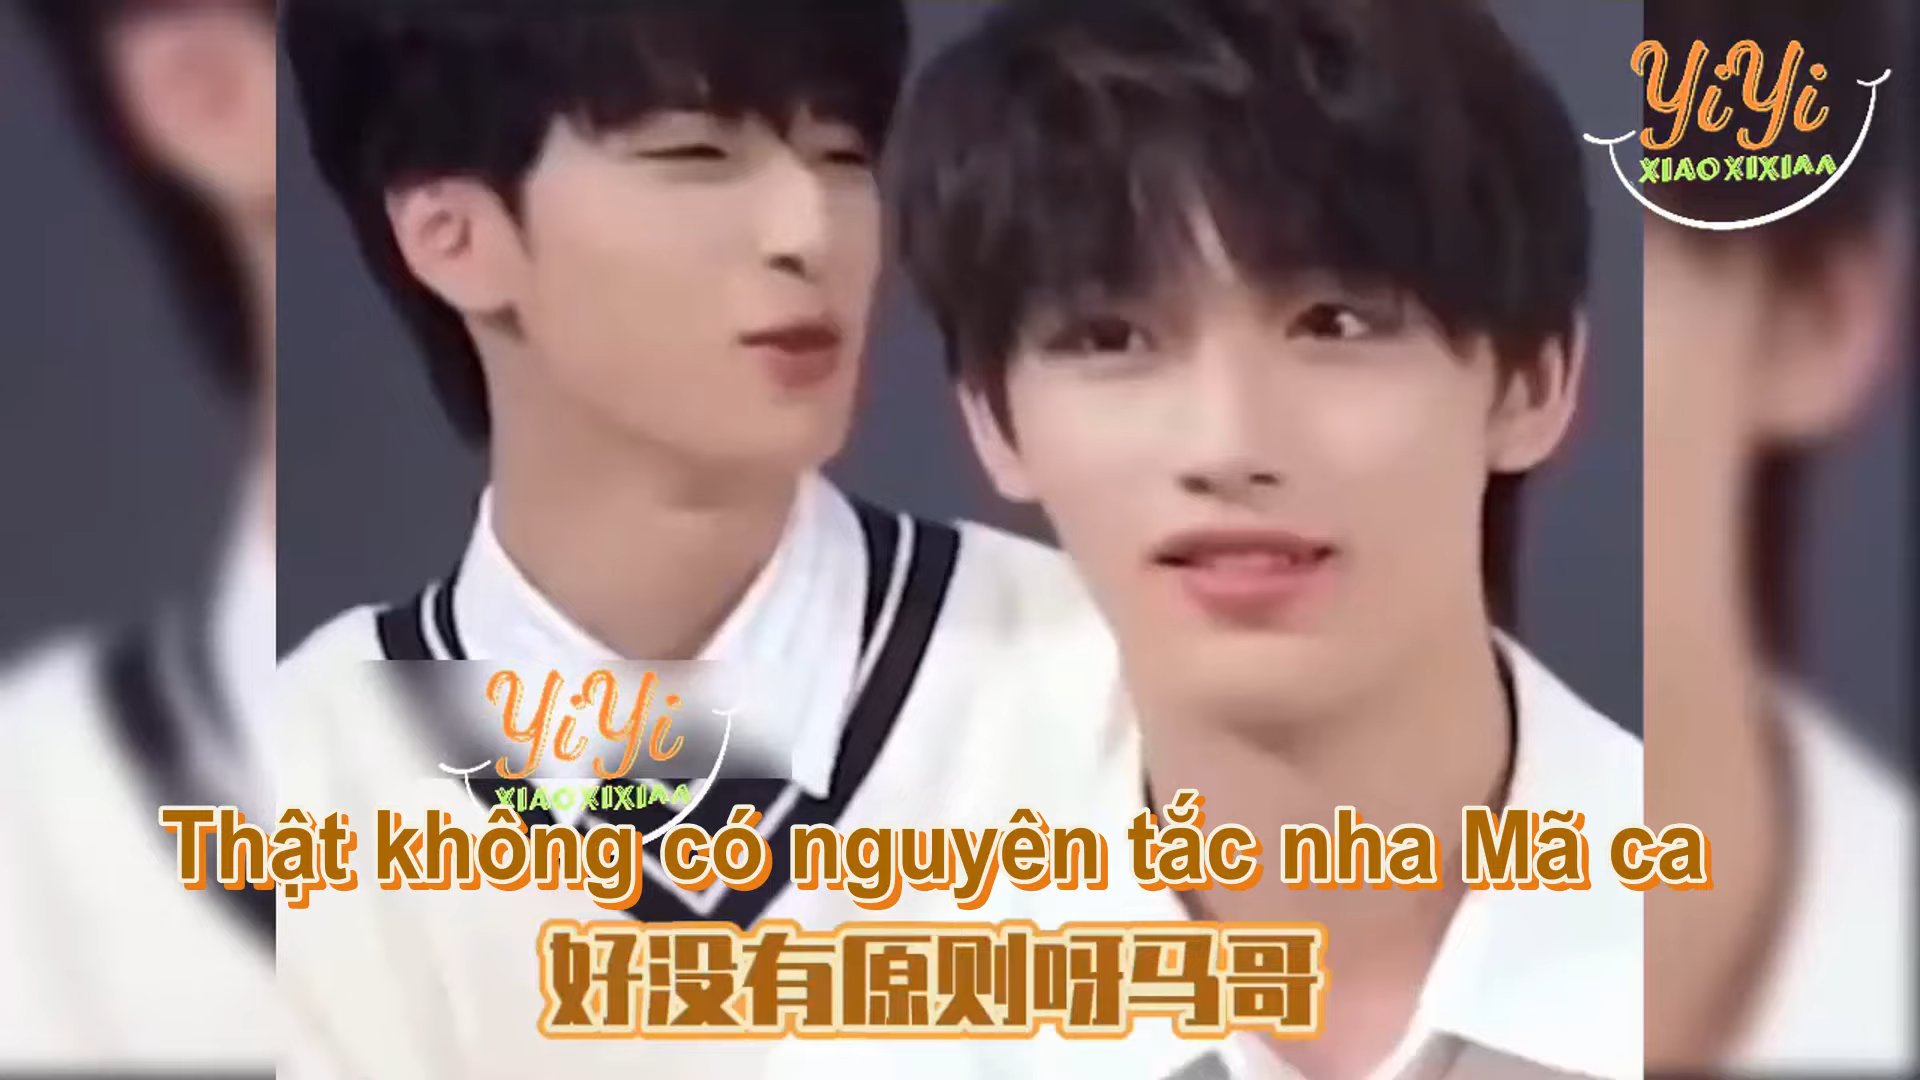 YiYi
XIAOXIXIAA
YiYi
XIAOXIXIAA
Thật không có nguyên tắc nha Mã ca
好没有原则呀马哥